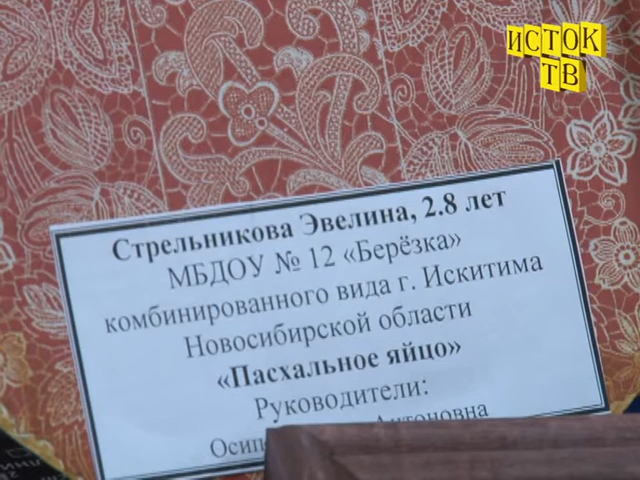 ИСТОК
ТВ
Стрельникова Эвелина, 2.8 лет
МБДОУ № 12 «Берёзка»
комбинированного вида г. Искитима
Новосибирской области
«Пасхальное яйцо»
Руководители:
Антоновна